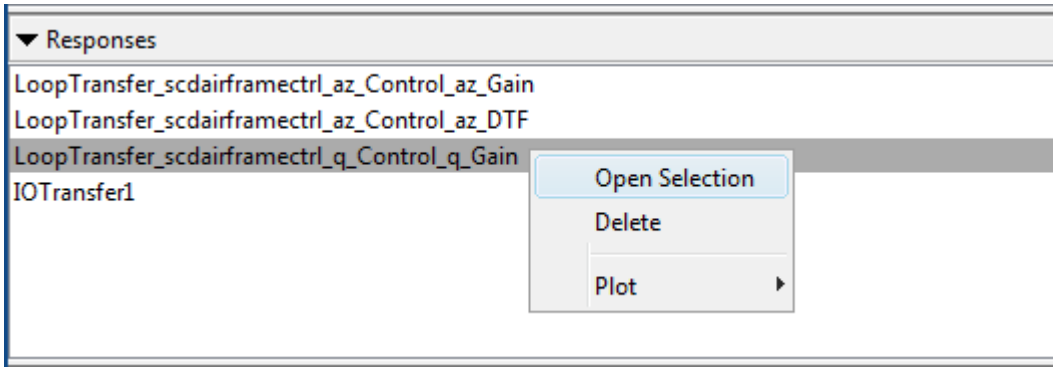 Responses
LoopTransfer_scdairframectrl_az_Control_az_Gain
LoopTransfer_scdairframectrl_az_Control_az_DTF
LoopTransfer_scdairframectrl_q_Control_q_Gain
IOTransfer1
Open Selection
Delete
Plot